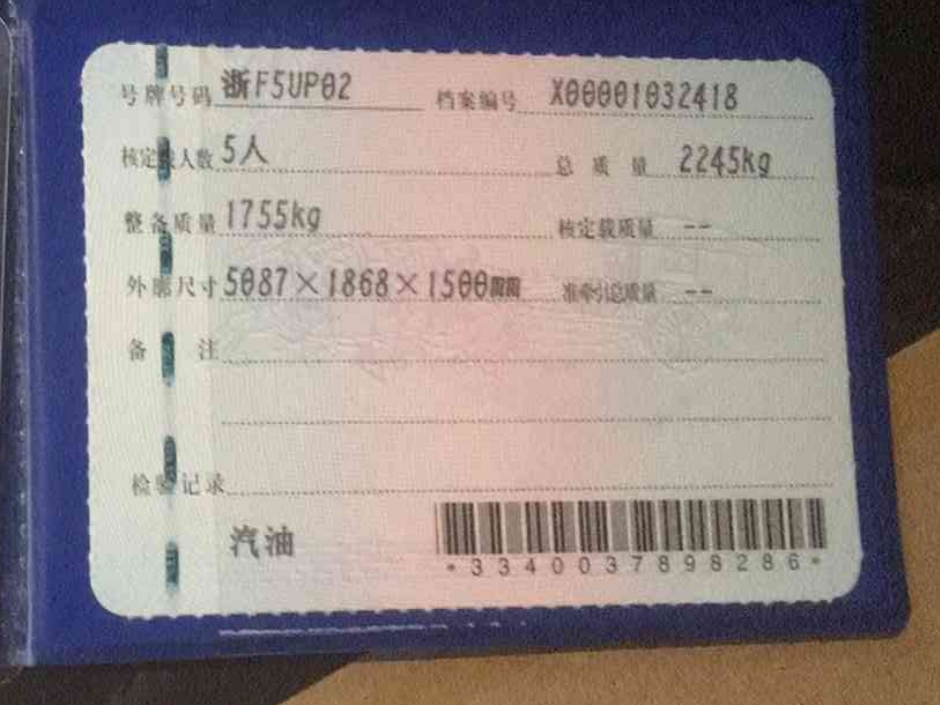 号牌号码 浙F5UP02 档案编号 X00001032418
核定载人数 5人 总质量 2245kg
整备质量 1755kg 核定载质量 --
外廓尺寸 5087×1868×1500mm 准牵引总质量 --
备注
检验记录
汽油
*3340037898286*